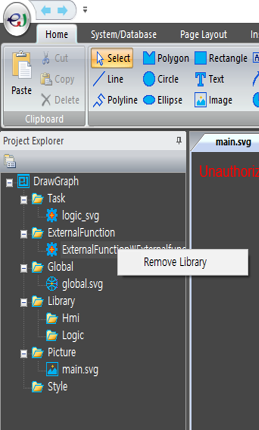 Home System/Database Page Layout In
Paste Cut Copy Delete
Clipboard
Select Polygon Rectangle
Line Circle Text
Polyline Ellipse Image
Project Explorer
main.svg
DrawGraph
Task
logic_svg
ExternalFunction
Remove Library
Global
global.svg
Library
Hmi
Logic
Picture
main.svg
Style